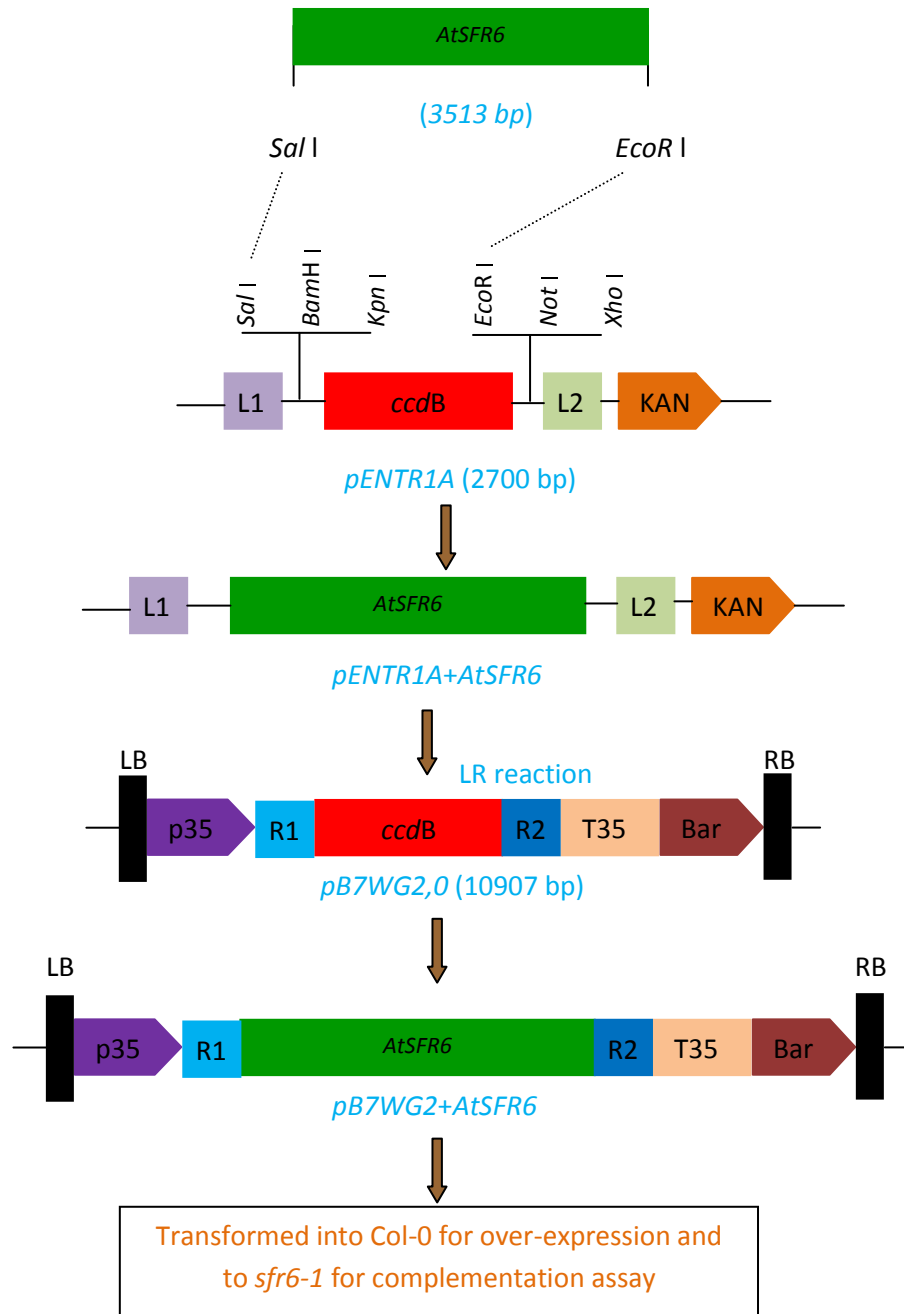 AtSFR6
(3513 bp)
Sal I EcoR I
Sal I BamH I Kpn I EcoR I Not I Xho I
L1 ccdB L2 KAN
pENTR1A (2700 bp)
L1 AtSFR6 L2 KAN
pENTR1A+AtSFR6
LB RB
LR reaction
p35 R1 ccdB R2 T35 Bar
pB7WG2,0 (10907 bp)
LB RB
p35 R1 AtSFR6 R2 T35 Bar
pB7WG2+AtSFR6
Transformed into Col-0 for over-expression and
to sfr6-1 for complementation assay